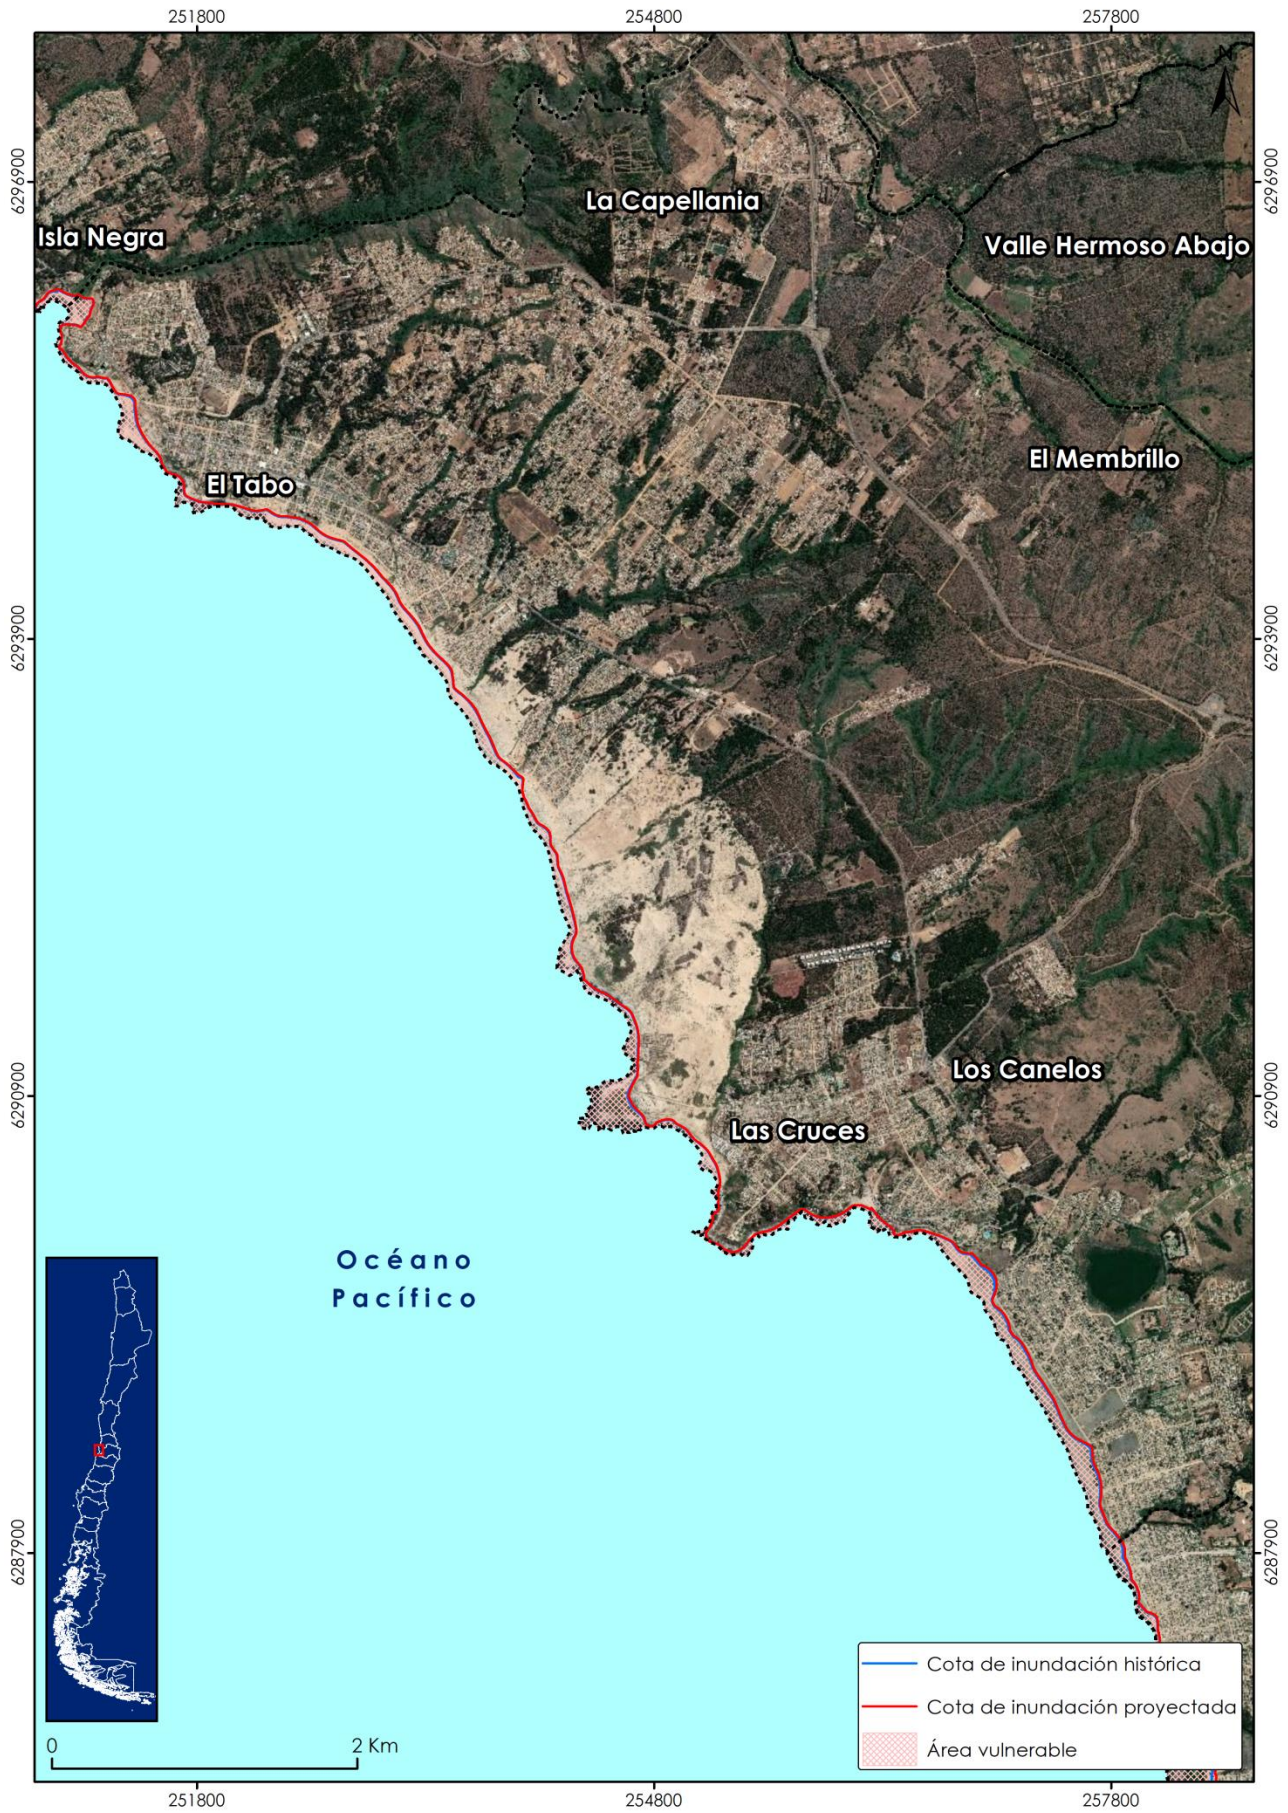 251800
254800
257800
N
6296900
6296900
La Capellania
Isla Negra
Valle Hermoso Abajo
El Membrillo
El Tabo
6293900
6293900
6290900
6290900
Los Canelos
Las Cruces
Océano
Pacífico
6287900
6287900
Cota de inundación histórica
Cota de inundación proyectada
Área vulnerable
0
2 Km
251800
254800
257800